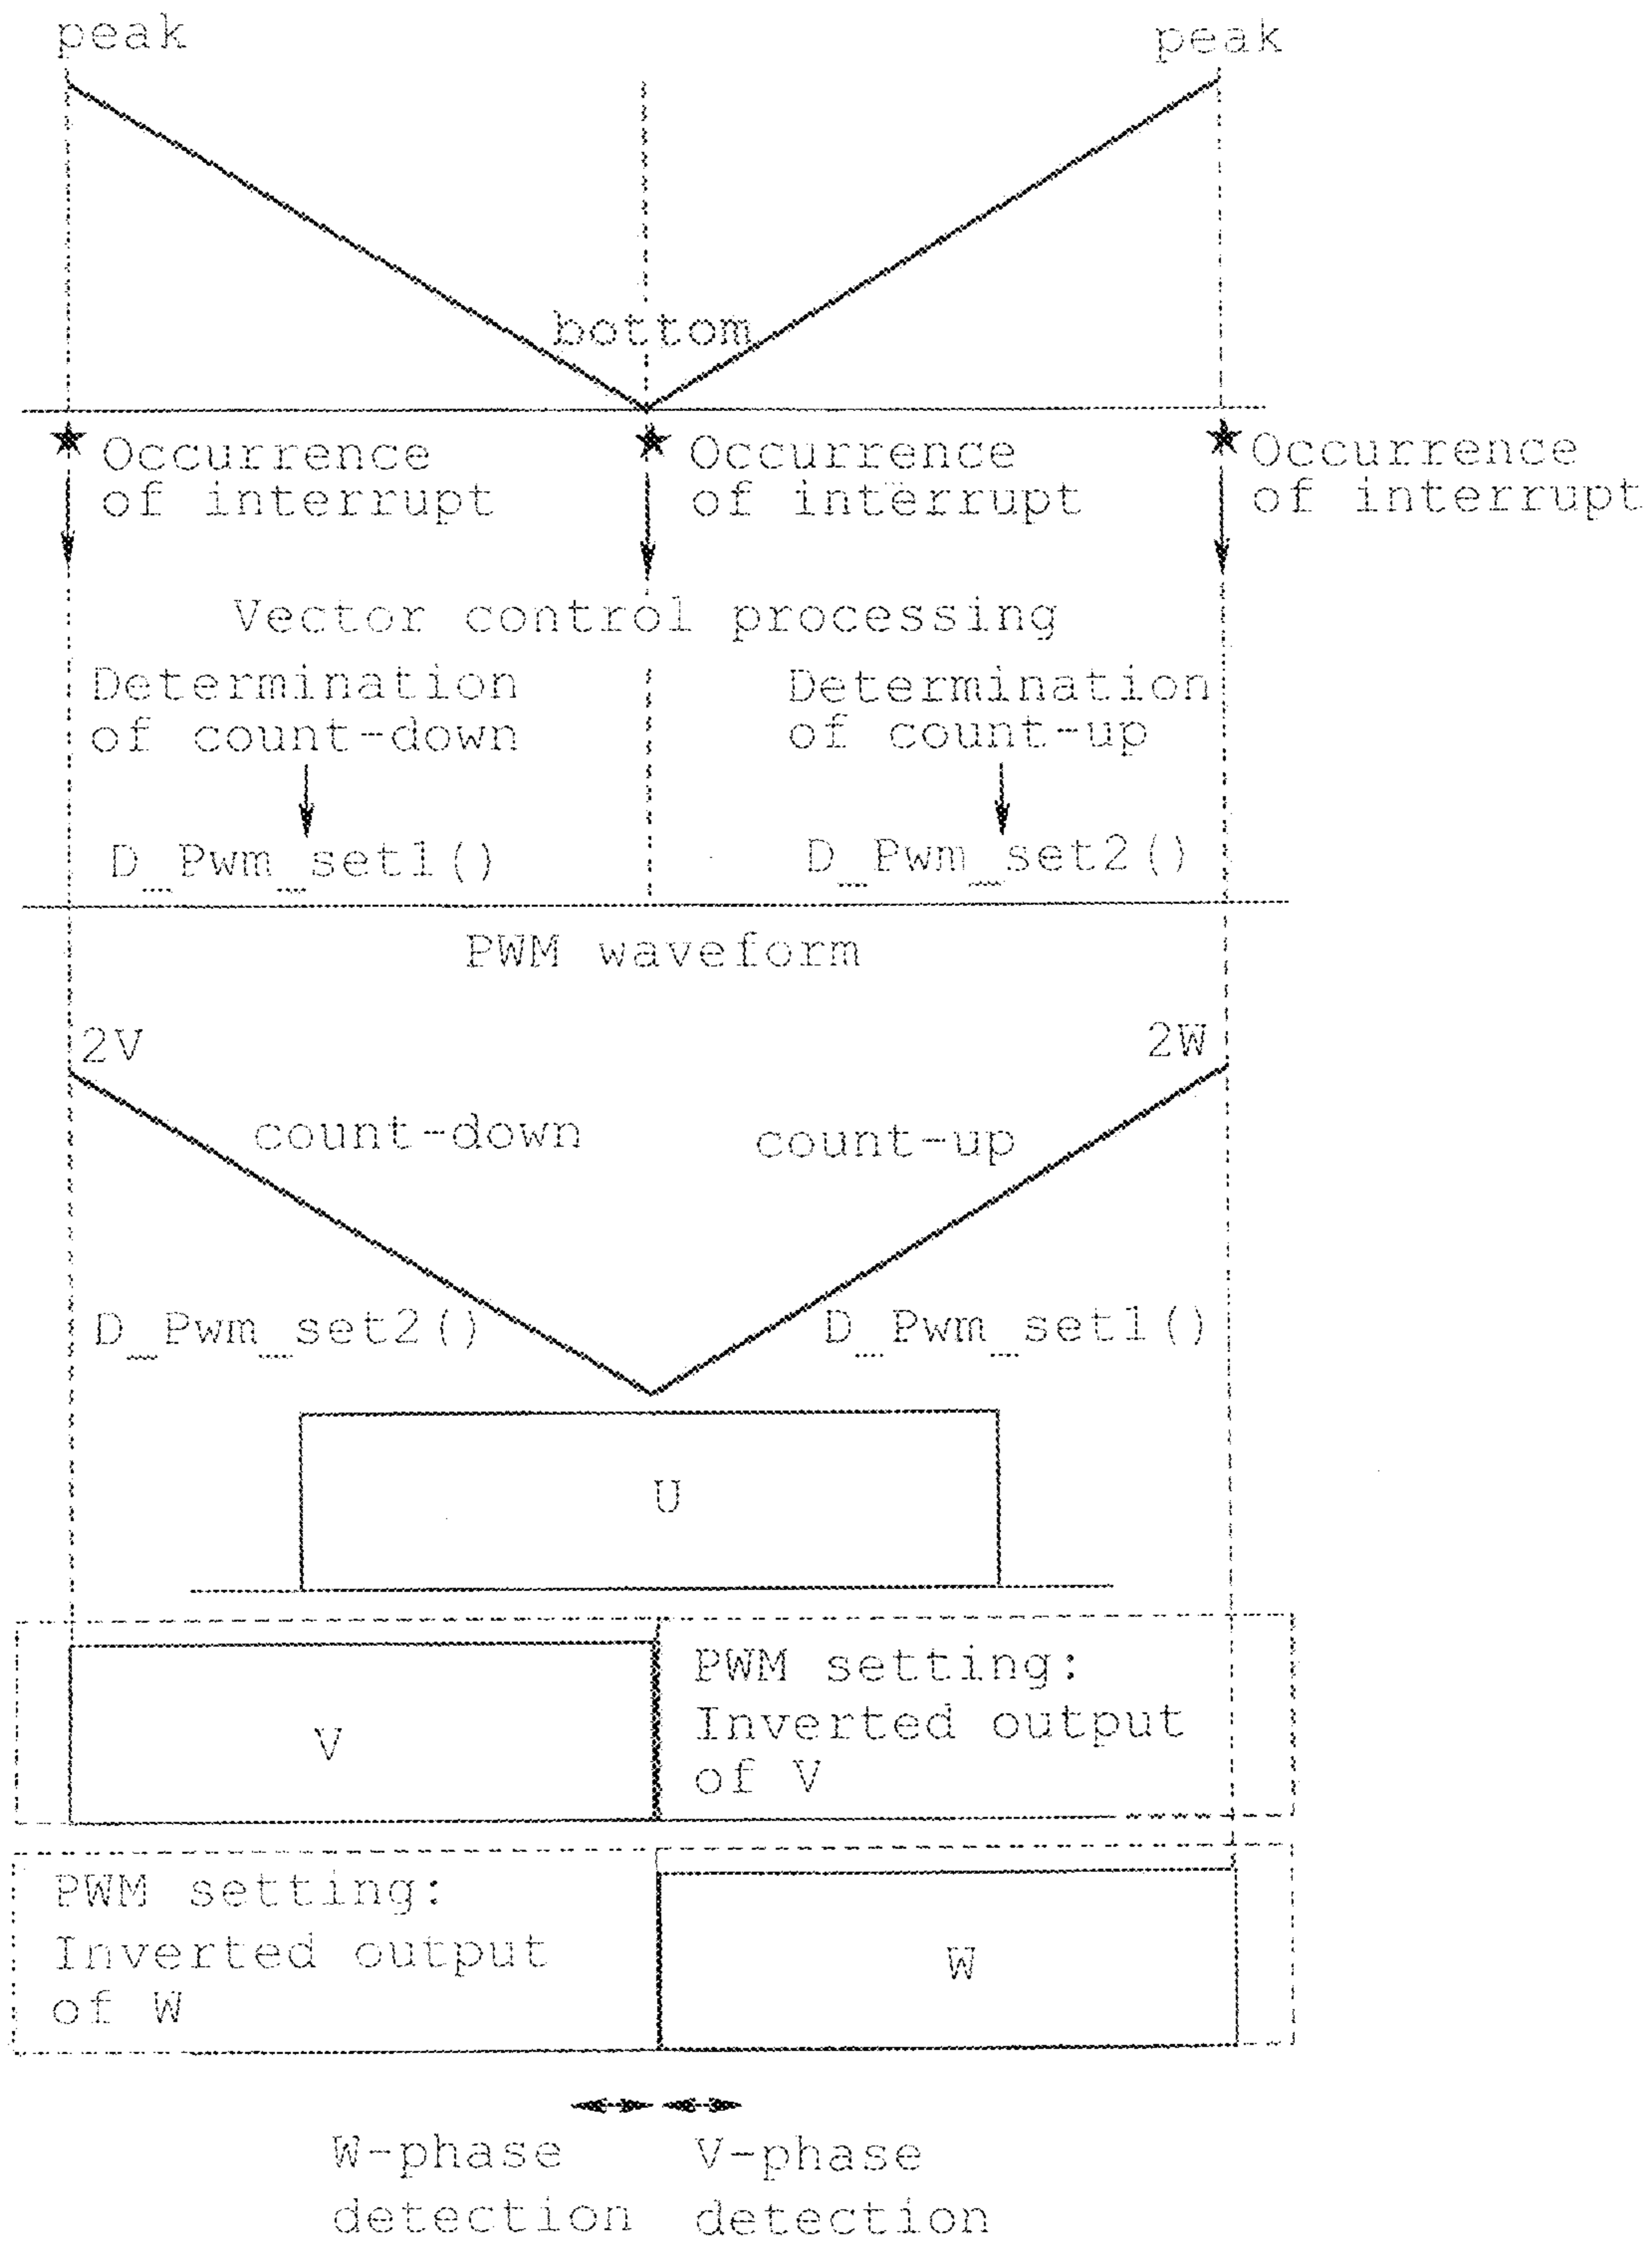 peak
peak
bottom
Occurrence
of interrupt
Occurrence
of interrupt
Occurrence
of interrupt
Vector control processing
Determination
of count-down
Determination
of count-up
D_Pwm_set1()
D_Pwm_set2()
PWM waveform
2V
2W
count-down
count-up
D_Pwm_set2()
D_Pwm_set1()
U
V
PWM setting:
Inverted output
of V
PWM setting:
Inverted output
of W
W
W-phase
detection
V-phase
detection